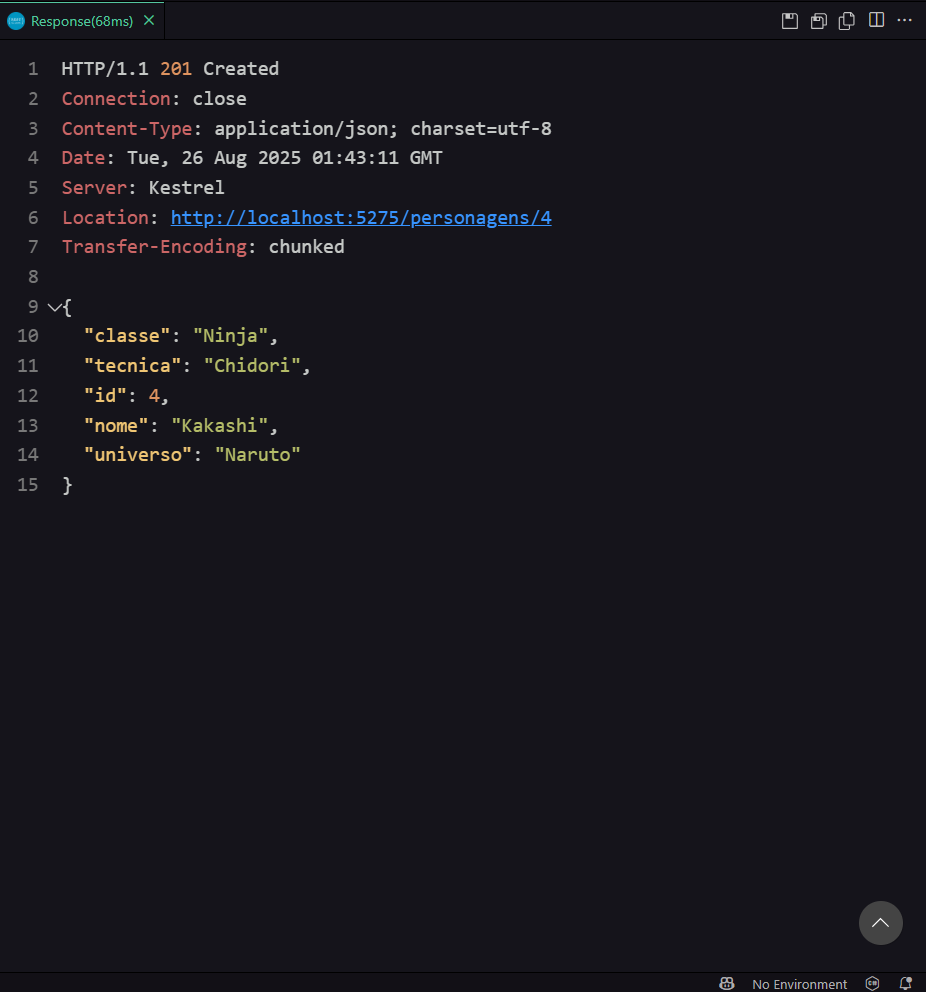 Response(68ms)
1 HTTP/1.1 201 Created
2 Connection: close
3 Content-Type: application/json; charset=utf-8
4 Date: Tue, 26 Aug 2025 01:43:11 GMT
5 Server: Kestrel
6 Location: http://localhost:5275/personagens/4
7 Transfer-Encoding: chunked
8
9 {
10 "classe": "Ninja",
11 "tecnica": "Chidori",
12 "id": 4,
13 "nome": "Kakashi",
14 "universo": "Naruto"
15 }
No Environment